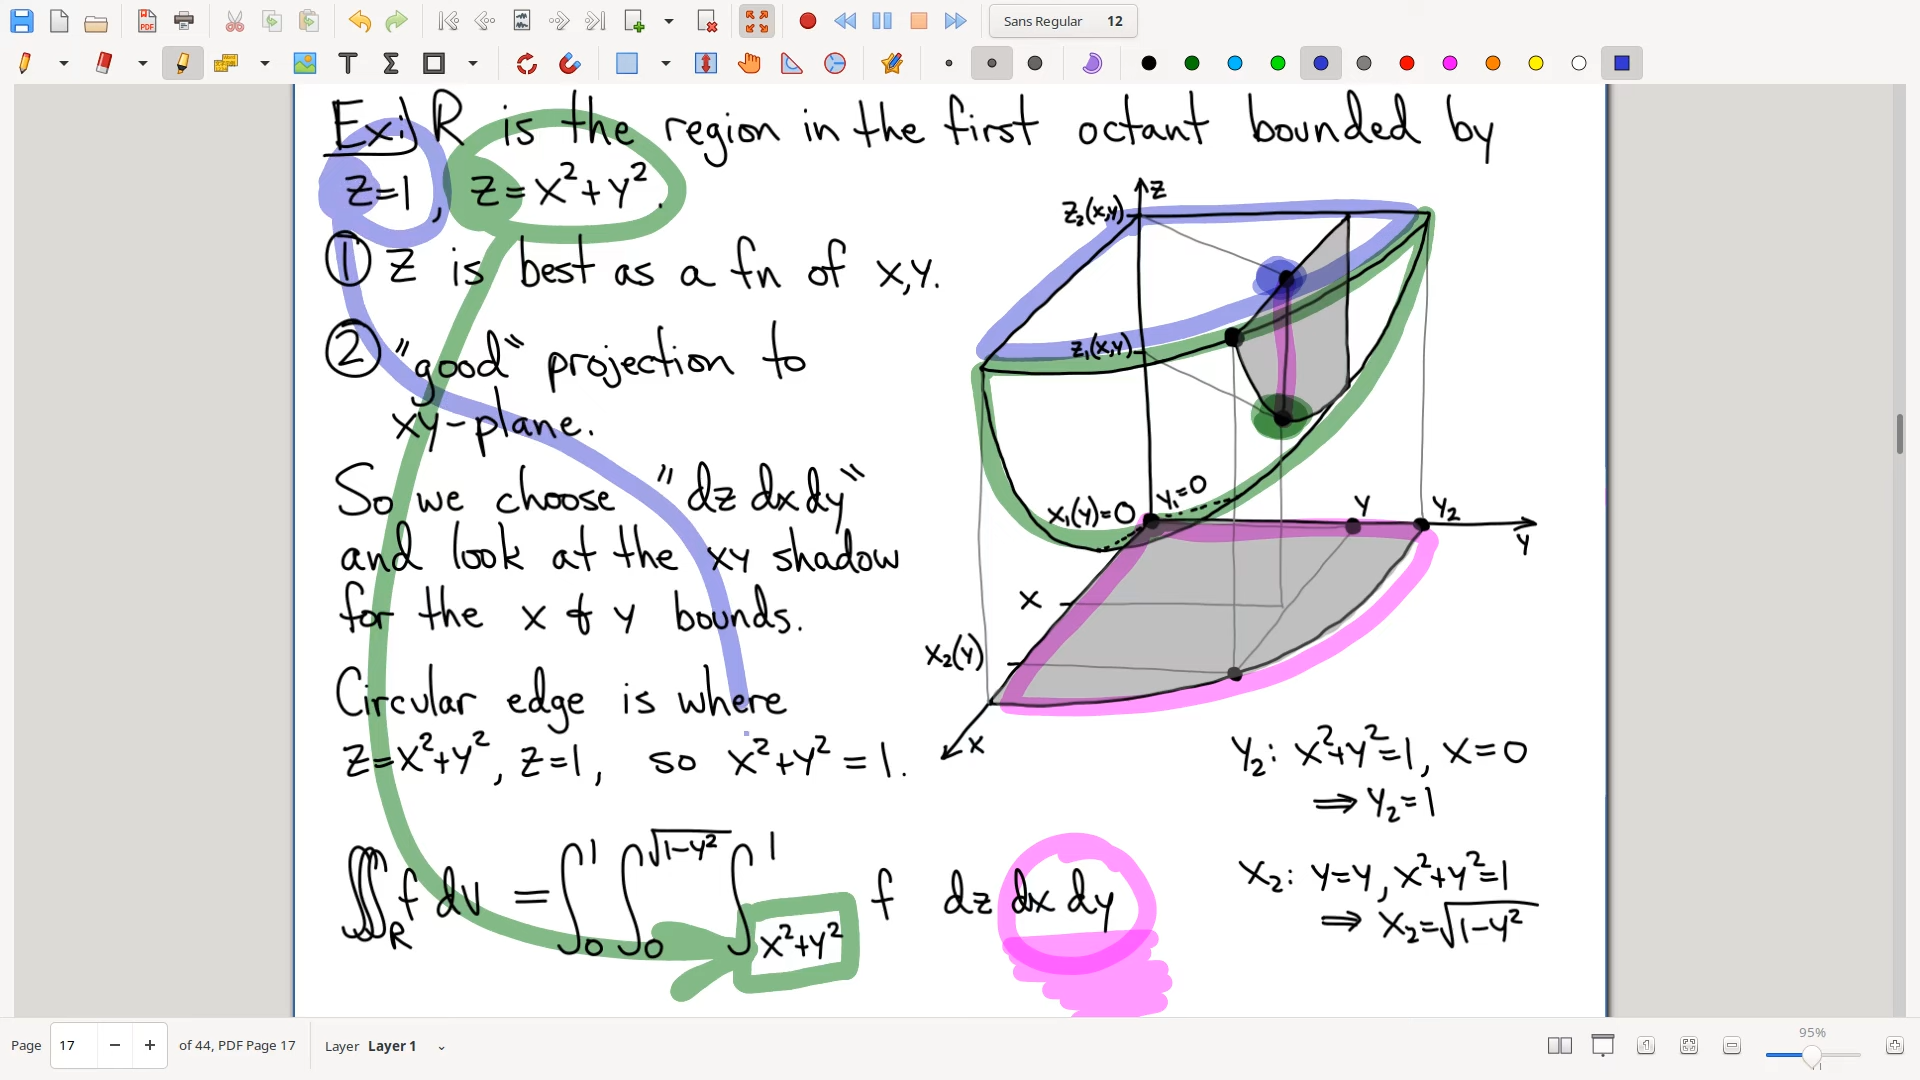 Sans Regular 12
Ex:) R is the region in the first octant bounded by
z=1, z=x²+y².
① z is best as a fn of x,y.
② "good" projection to
xy-plane.
So we choose "dz dx dy"
and look at the xy shadow
for the x & y bounds.
Circular edge is where
z=x²+y², z=1, so x²+y²=1.
∭_R f dV = ∫_0^1 ∫_0^√(1-y²) ∫_(x²+y²)^1 f dz dx dy
z
z₂(x,y)
z₁(x,y)
x₁(y)=0
y₁=0
y
y₂
y
x
x₂(y)
x
y₂: x²+y²=1, x=0
⇒ y₂=1
x₂: y=y, x²+y²=1
⇒ x₂=√(1-y²)
Page 17 of 44, PDF Page 17 Layer Layer 1 95%